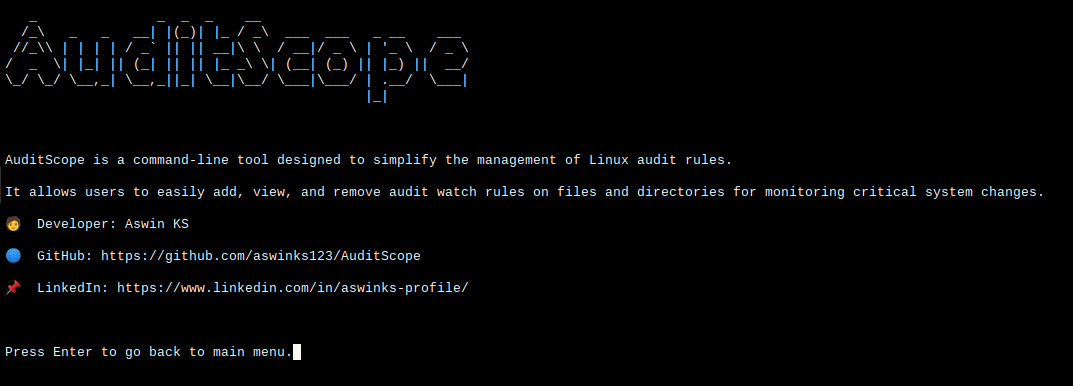 AuditScope
AuditScope is a command-line tool designed to simplify the management of Linux audit rules.
It allows users to easily add, view, and remove audit watch rules on files and directories for monitoring critical system changes.
Developer: Aswin KS
GitHub: https://github.com/aswinks123/AuditScope
LinkedIn: https://www.linkedin.com/in/aswinks-profile/
Press Enter to go back to main menu.